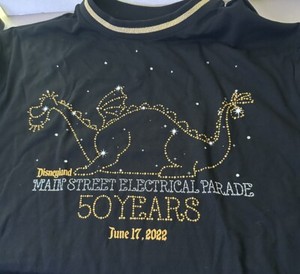 Disneyland
MAIN STREET ELECTRICAL PARADE
50 YEARS
June 17, 2022